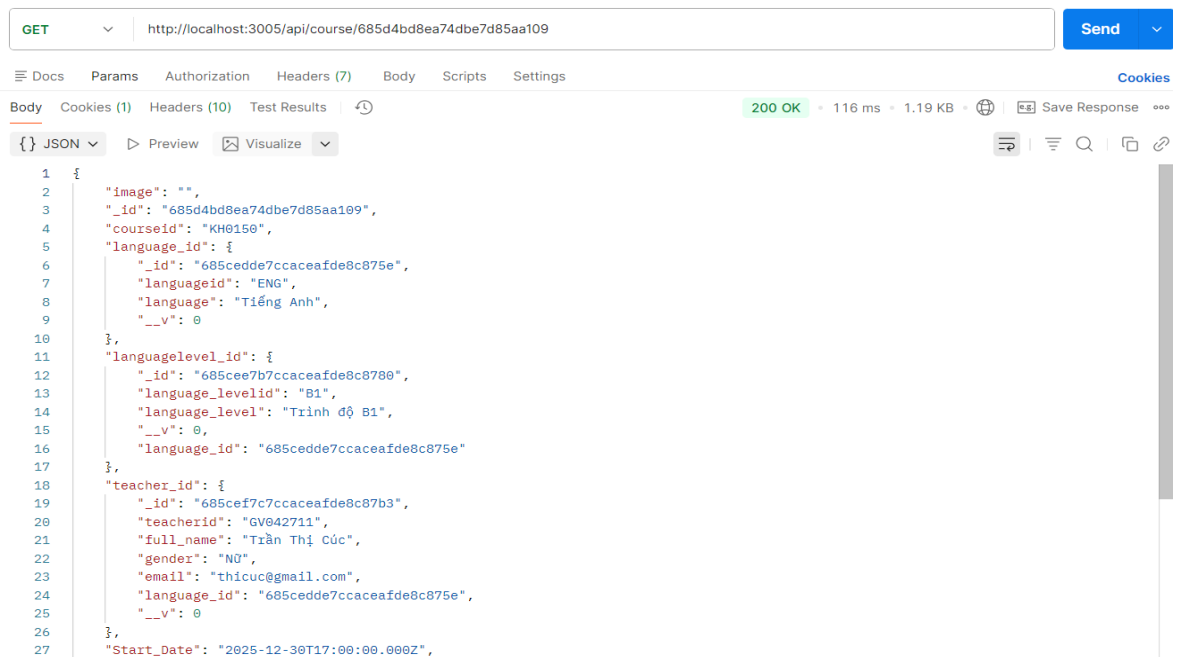 GET http://localhost:3005/api/course/685d4bd8ea74dbe7d85aa109 Send
Docs Params Authorization Headers (7) Body Scripts Settings Cookies
Body Cookies (1) Headers (10) Test Results 200 OK • 116 ms • 1.19 KB • e.g. Save Response
{} JSON Preview Visualize
1 {
2 "image": "",
3 "_id": "685d4bd8ea74dbe7d85aa109",
4 "courseid": "KH0150",
5 "language_id": {
6 "_id": "685cedde7ccaceafde8c875e",
7 "languageid": "ENG",
8 "language": "Tiếng Anh",
9 "__v": 0
10 },
11 "languagelevel_id": {
12 "_id": "685cee7b7ccaceafde8c8780",
13 "language_levelid": "B1",
14 "language_level": "Trình độ B1",
15 "__v": 0,
16 "language_id": "685cedde7ccaceafde8c875e"
17 },
18 "teacher_id": {
19 "_id": "685cef7c7ccaceafde8c87b3",
20 "teacherid": "GV042711",
21 "full_name": "Trần Thị Cúc",
22 "gender": "Nữ",
23 "email": "thicuc@gmail.com",
24 "language_id": "685cedde7ccaceafde8c875e",
25 "__v": 0
26 },
27 "Start_Date": "2025-12-30T17:00:00.000Z",